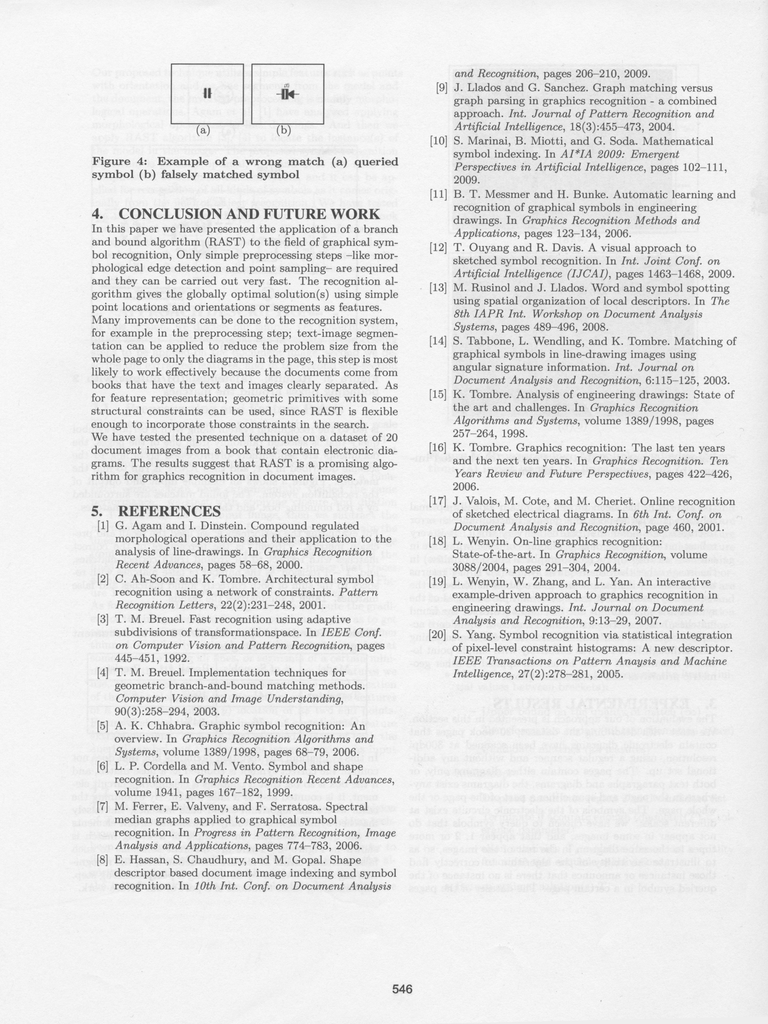 (a)
(b)
Figure 4: Example of a wrong match (a) queried
symbol (b) falsely matched symbol
4. CONCLUSION AND FUTURE WORK
In this paper we have presented the application of a branch
and bound algorithm (RAST) to the field of graphical sym-
bol recognition, Only simple preprocessing steps –like mor-
phological edge detection and point sampling– are required
and they can be carried out very fast. The recognition al-
gorithm gives the globally optimal solution(s) using simple
point locations and orientations or segments as features.
Many improvements can be done to the recognition system,
for example in the preprocessing step; text-image segmen-
tation can be applied to reduce the problem size from the
whole page to only the diagrams in the page, this step is most
likely to work effectively because the documents come from
books that have the text and images clearly separated. As
for feature representation; geometric primitives with some
structural constraints can be used, since RAST is flexible
enough to incorporate those constraints in the search.
We have tested the presented technique on a dataset of 20
document images from a book that contain electronic dia-
grams. The results suggest that RAST is a promising algo-
rithm for graphics recognition in document images.
5. REFERENCES
[1] G. Agam and I. Dinstein. Compound regulated
morphological operations and their application to the
analysis of line-drawings. In Graphics Recognition
Recent Advances, pages 58–68, 2000.
[2] C. Ah-Soon and K. Tombre. Architectural symbol
recognition using a network of constraints. Pattern
Recognition Letters, 22(2):231–248, 2001.
[3] T. M. Breuel. Fast recognition using adaptive
subdivisions of transformationspace. In IEEE Conf.
on Computer Vision and Pattern Recognition, pages
445–451, 1992.
[4] T. M. Breuel. Implementation techniques for
geometric branch-and-bound matching methods.
Computer Vision and Image Understanding,
90(3):258–294, 2003.
[5] A. K. Chhabra. Graphic symbol recognition: An
overview. In Graphics Recognition Algorithms and
Systems, volume 1389/1998, pages 68–79, 2006.
[6] L. P. Cordella and M. Vento. Symbol and shape
recognition. In Graphics Recognition Recent Advances,
volume 1941, pages 167–182, 1999.
[7] M. Ferrer, E. Valveny, and F. Serratosa. Spectral
median graphs applied to graphical symbol
recognition. In Progress in Pattern Recognition, Image
Analysis and Applications, pages 774–783, 2006.
[8] E. Hassan, S. Chaudhury, and M. Gopal. Shape
descriptor based document image indexing and symbol
recognition. In 10th Int. Conf. on Document Analysis
and Recognition, pages 206–210, 2009.
[9] J. Llados and G. Sanchez. Graph matching versus
graph parsing in graphics recognition - a combined
approach. Int. Journal of Pattern Recognition and
Artificial Intelligence, 18(3):455–473, 2004.
[10] S. Marinai, B. Miotti, and G. Soda. Mathematical
symbol indexing. In AI*IA 2009: Emergent
Perspectives in Artificial Intelligence, pages 102–111,
2009.
[11] B. T. Messmer and H. Bunke. Automatic learning and
recognition of graphical symbols in engineering
drawings. In Graphics Recognition Methods and
Applications, pages 123–134, 2006.
[12] T. Ouyang and R. Davis. A visual approach to
sketched symbol recognition. In Int. Joint Conf. on
Artificial Intelligence (IJCAI), pages 1463–1468, 2009.
[13] M. Rusinol and J. Llados. Word and symbol spotting
using spatial organization of local descriptors. In The
8th IAPR Int. Workshop on Document Analysis
Systems, pages 489–496, 2008.
[14] S. Tabbone, L. Wendling, and K. Tombre. Matching of
graphical symbols in line-drawing images using
angular signature information. Int. Journal on
Document Analysis and Recognition, 6:115–125, 2003.
[15] K. Tombre. Analysis of engineering drawings: State of
the art and challenges. In Graphics Recognition
Algorithms and Systems, volume 1389/1998, pages
257–264, 1998.
[16] K. Tombre. Graphics recognition: The last ten years
and the next ten years. In Graphics Recognition. Ten
Years Review and Future Perspectives, pages 422–426,
2006.
[17] J. Valois, M. Cote, and M. Cheriet. Online recognition
of sketched electrical diagrams. In 6th Int. Conf. on
Document Analysis and Recognition, page 460, 2001.
[18] L. Wenyin. On-line graphics recognition:
State-of-the-art. In Graphics Recognition, volume
3088/2004, pages 291–304, 2004.
[19] L. Wenyin, W. Zhang, and L. Yan. An interactive
example-driven approach to graphics recognition in
engineering drawings. Int. Journal on Document
Analysis and Recognition, 9:13–29, 2007.
[20] S. Yang. Symbol recognition via statistical integration
of pixel-level constraint histograms: A new descriptor.
IEEE Transactions on Pattern Anaysis and Machine
Intelligence, 27(2):278–281, 2005.
546